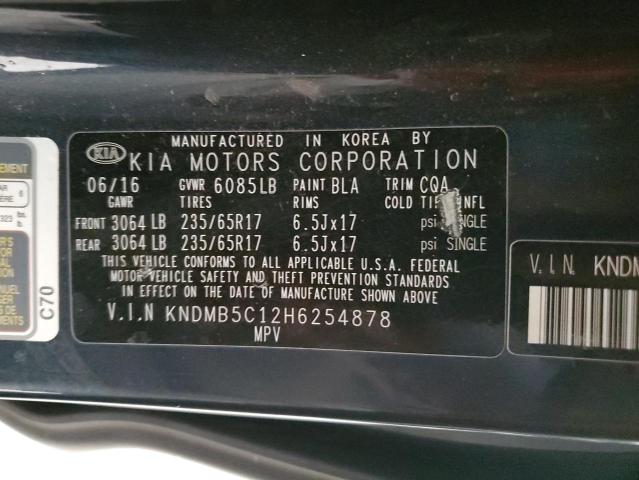 MANUFACTURED IN KOREA BY
KIA KIA MOTORS CORPORATION
06/16 GVWR 6085LB PAINT BLA TRIM CQA
GAWR TIRES RIMS COLD INFL
FRONT 3064 LB 235/65R17 6.5Jx17 psi SINGLE
REAR 3064 LB 235/65R17 6.5Jx17 psi SINGLE
THIS VEHICLE CONFORMS TO ALL APPLICABLE U.S.A. FEDERAL
MOTOR VEHICLE SAFETY AND THEFT PREVENTION STANDARDS
IN EFFECT ON THE DATE OF MANUFACTURE SHOWN ABOVE.
V.I.N KNDMB5C12H6254878
MPV
C70
V.I.N. KNDM